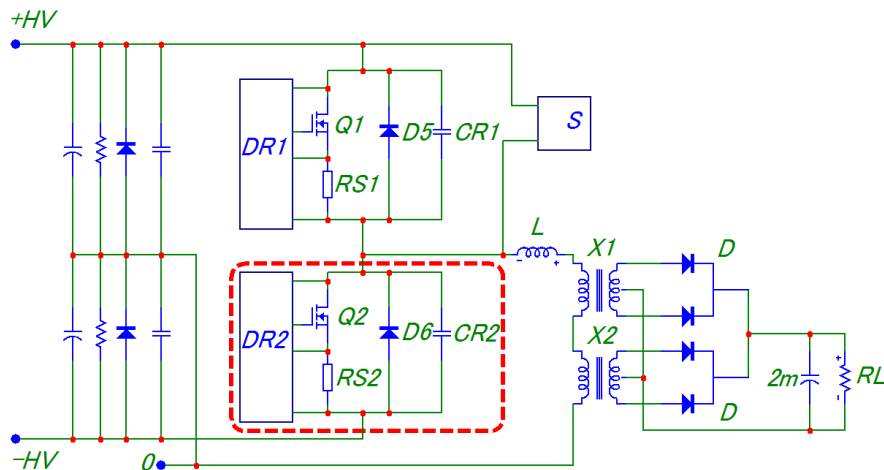 +HV
Q1
D5
CR1
S
DR1
RS1
L
X1
D
Q2
D6
CR2
X2
DR2
RS2
2m
RL
D
-HV
0